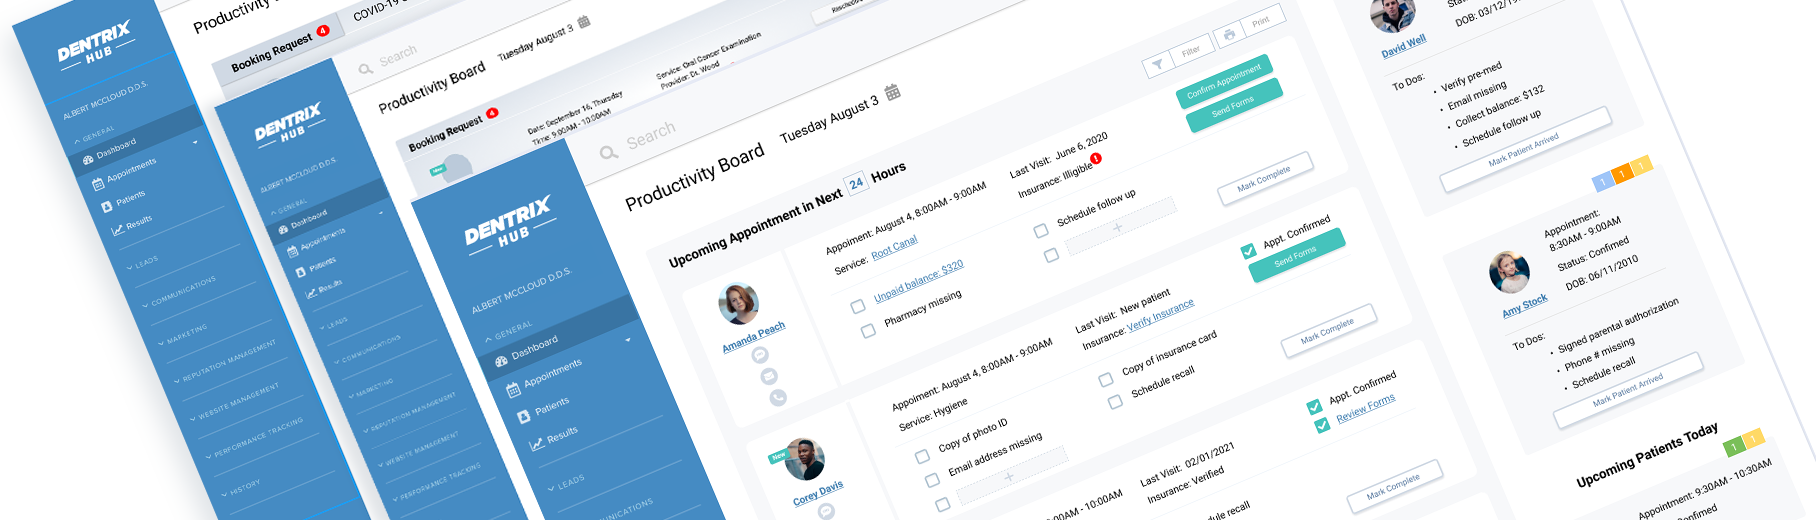 DENTRIX
HUB
ALBERT MCCLOUD D.D.S.
GENERAL
Dashboard
Appointments
Patients
Results
LEADS
COMMUNICATIONS
MARKETING
REPUTATION MANAGEMENT
WEBSITE MANAGEMENT
PERFORMANCE TRACKING
HISTORY
Productivity
Booking Request 4
COVID-19
DENTRIX
HUB
ALBERT MCCLOUD D.D.S.
GENERAL
Dashboard
Appointments
Patients
Results
LEADS
COMMUNICATIONS
MARKETING
REPUTATION MANAGEMENT
WEBSITE MANAGEMENT
PERFORMANCE TRACKING
Search
Productivity Board
Tuesday August 3
Booking Request 4
New
Date: September 16, Thursday
Time: 9:00AM - 10:00AM
Service: Oral Cancer Examination
Provider: Dr. Wood
DENTRIX
HUB
ALBERT MCCLOUD D.D.S.
GENERAL
Dashboard
Appointments
Patients
Results
LEADS
Search
Productivity Board
Tuesday August 3
Filter
Print
Upcoming Appointment in Next 24 Hours
Amanda Peach
Appoiment: August 4, 8:00AM - 9:00AM
Service: Root Canal
Last Visit: June 6, 2020
Insurance: Illigible
Unpaid balance: $320
Pharmacy missing
Schedule follow up
+
Confirm Appointment
Send Forms
Mark Complete
New
Corey Davis
Appoiment: August 4, 8:00AM - 9:00AM
Service: Hygiene
Last Visit: New patient
Insurance: Verify Insurance
Copy of photo ID
Email address missing
+
Copy of insurance card
Schedule recall
Appt. Confirmed
Send Forms
Mark Complete
00AM - 10:00AM
Last Visit: 02/01/2021
Insurance: Verified
Appt. Confirmed
Review Forms
Mark Complete
David Well
DOB: 03/12/19
To Dos:
• Verify pre-med
• Email missing
• Collect balance: $132
• Schedule follow up
Mark Patient Arrived
1 1 1
Amy Stock
Appointment:
8:30AM - 9:00AM
Status: Confimed
DOB: 06/11/2010
To Dos:
• Signed parental authorization
• Phone # missing
• Schedule recall
Mark Patient Arrived
Upcoming Patients Today
1 1
Appointment: 9:30AM - 10:30AM